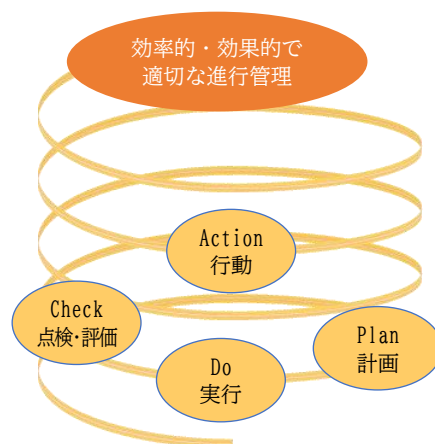 効率的・効果的で
適切な進行管理
Action
行動
Check
点検・評価
Plan
計画
Do
実行